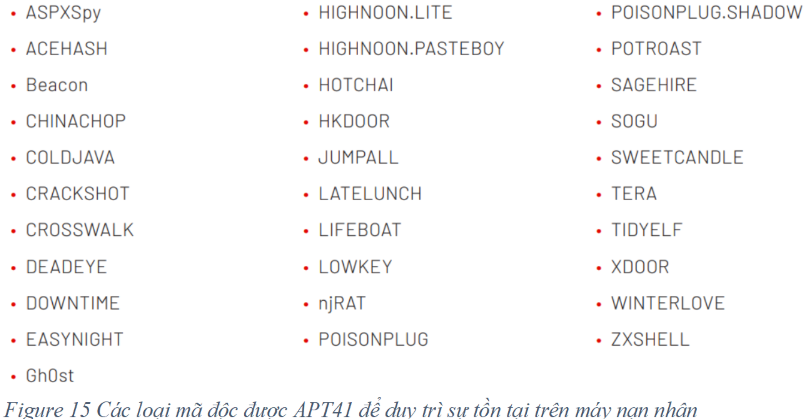 • ASPXSpy
• ACEHASH
• Beacon
• CHINACHOP
• COLDJAVA
• CRACKSHOT
• CROSSWALK
• DEADEYE
• DOWNTIME
• EASYNIGHT
• Gh0st
• HIGHNOON.LITE
• HIGHNOON.PASTEBOY
• HOTCHAI
• HKDOOR
• JUMPALL
• LATELUNCH
• LIFEBOAT
• LOWKEY
• njRAT
• POISONPLUG
• POISONPLUG.SHADOW
• POTROAST
• SAGEHIRE
• SOGU
• SWEETCANDLE
• TERA
• TIDYELF
• XDOOR
• WINTERLOVE
• ZXSHELL
Figure 15 Các loại mã độc được APT41 để duy trì sự tồn tại trên máy nạn nhân